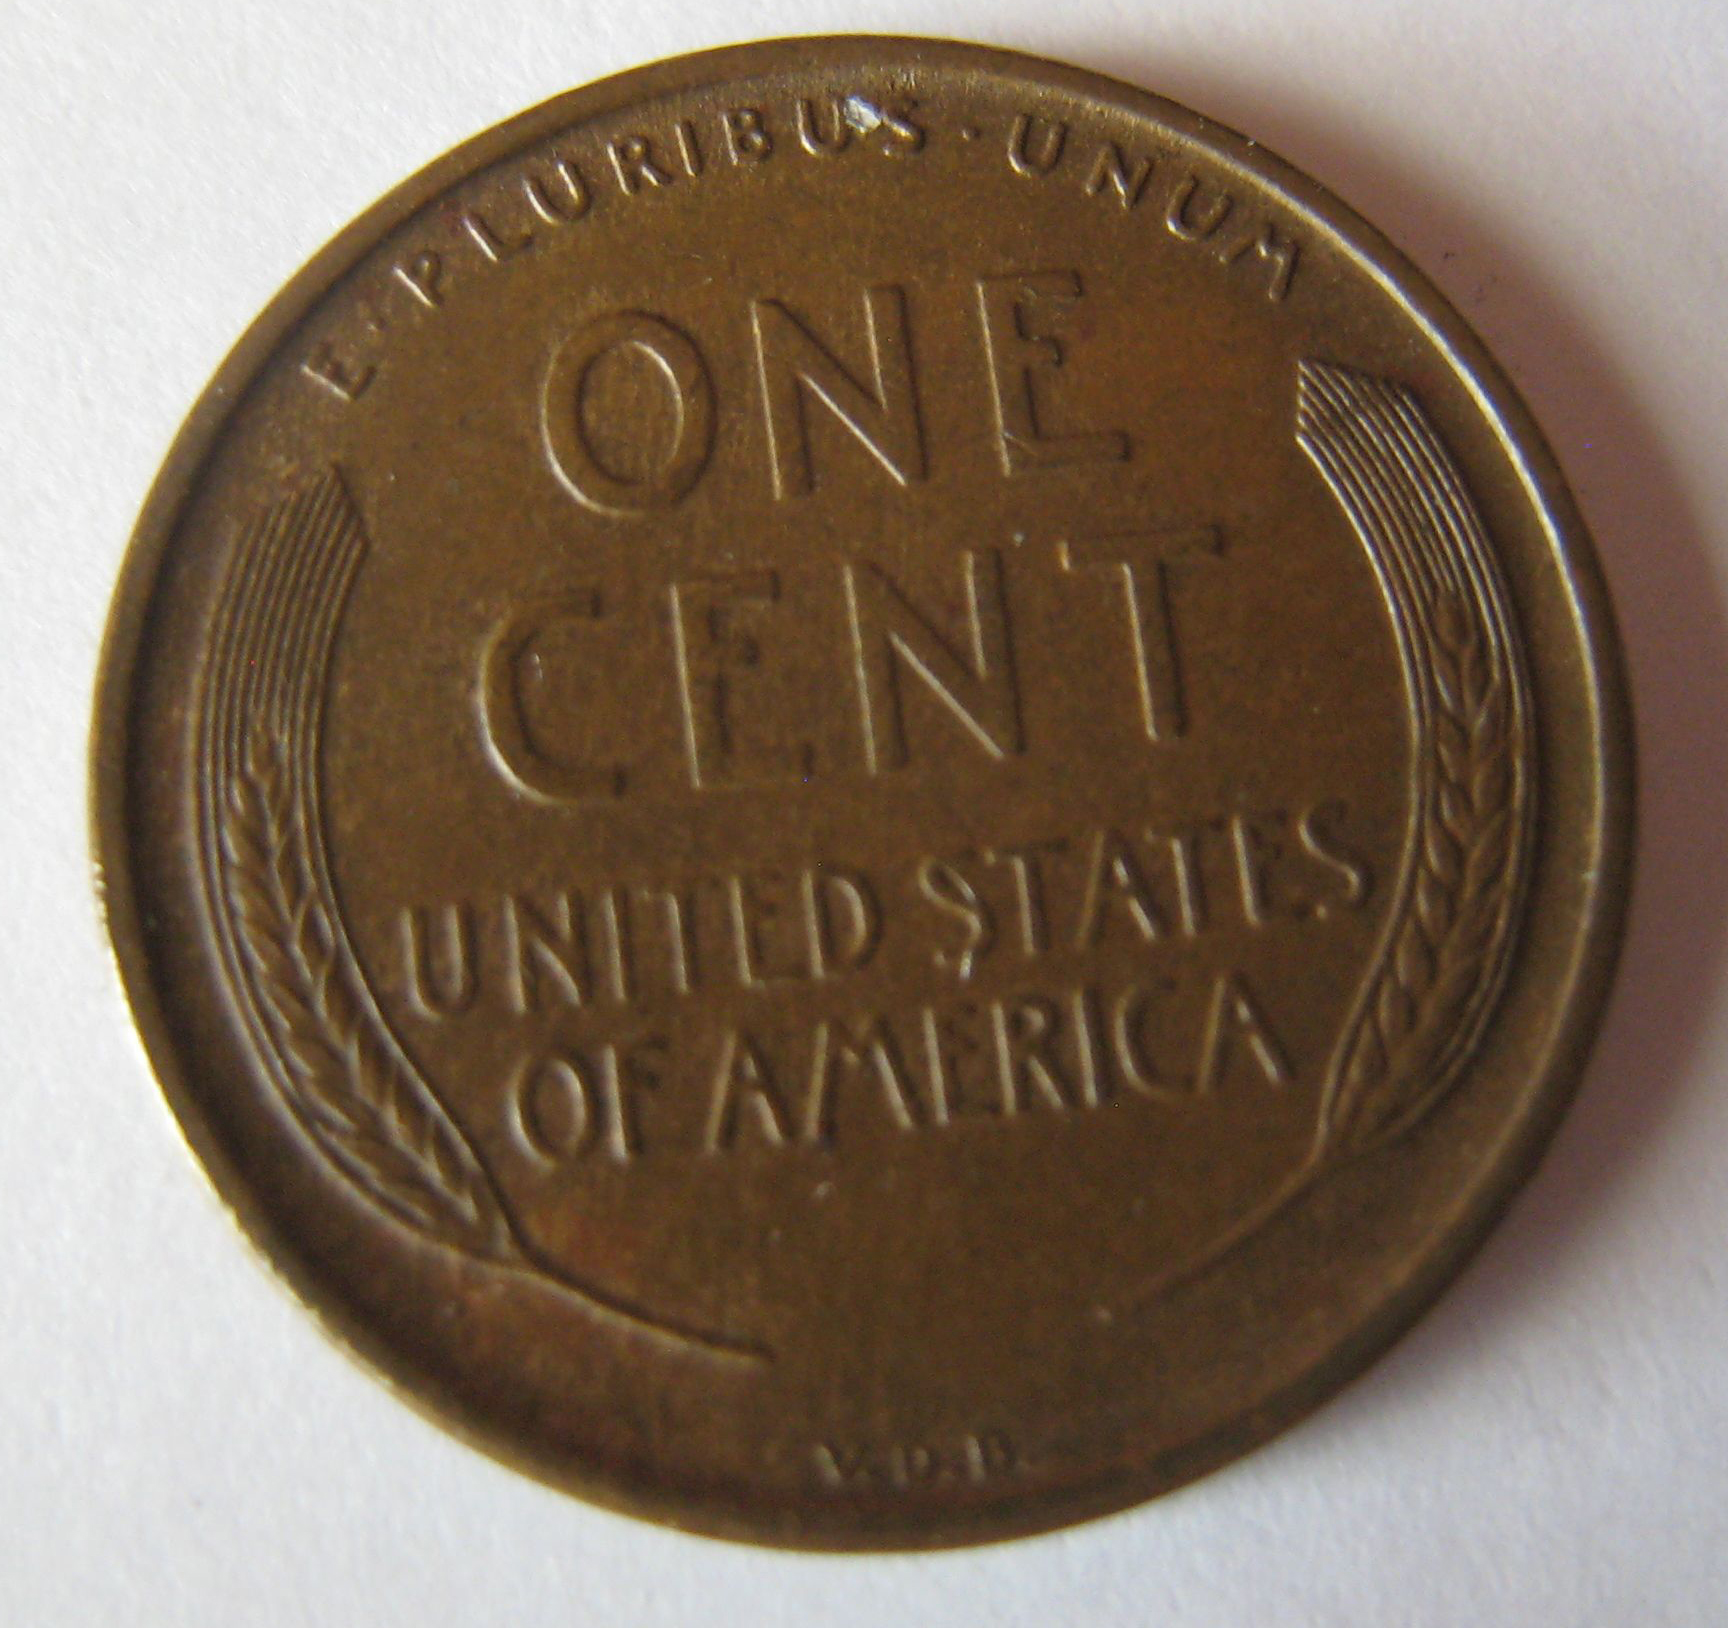 E·PLURIBUS·UNUM
ONE
CENT
UNITED STATES
OF AMERICA
V.D.B.